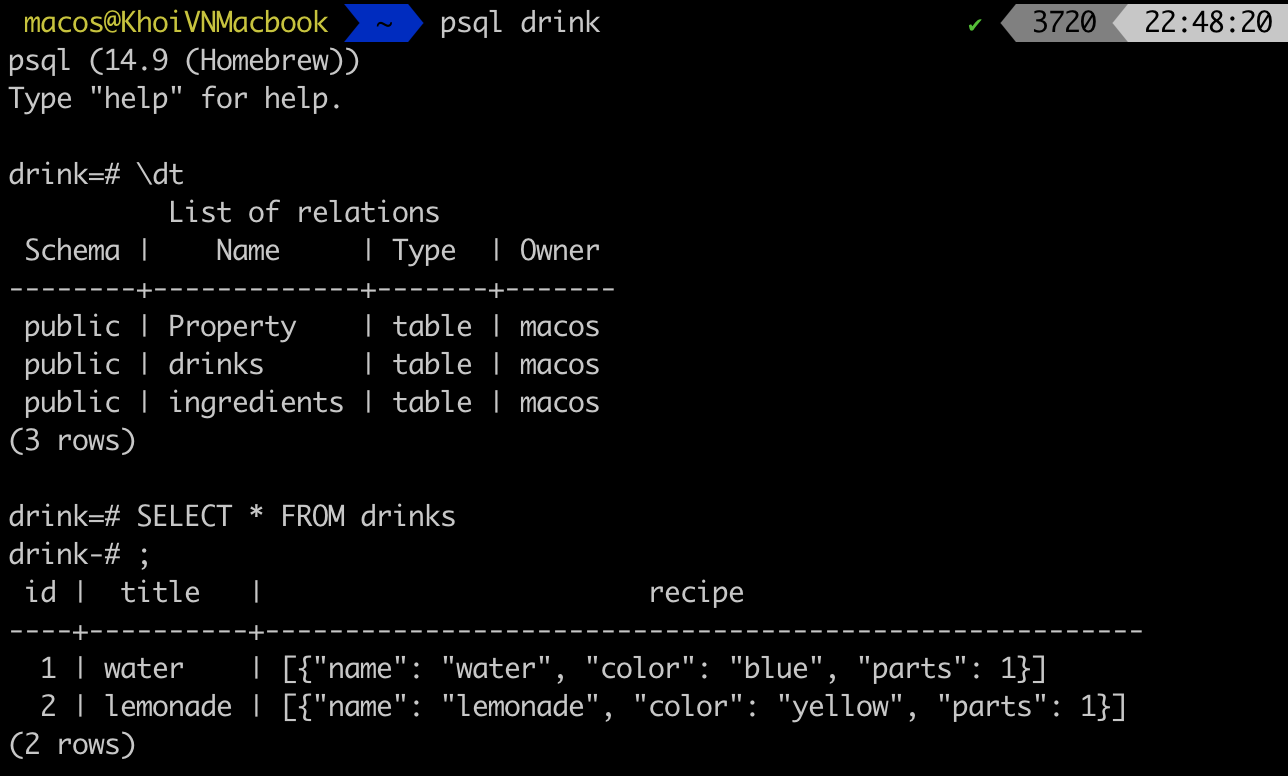 macos@KhoiVNMacbook ~ psql drink ✔ 3720 22:48:20
psql (14.9 (Homebrew))
Type "help" for help.
drink=# \dt
List of relations
Schema | Name | Type | Owner
--------+-------------+-------+-------
public | Property | table | macos
public | drinks | table | macos
public | ingredients | table | macos
(3 rows)
drink=# SELECT * FROM drinks
drink-# ;
id | title | recipe
----+----------+-------------------------------------------------------
1 | water | [{"name": "water", "color": "blue", "parts": 1}]
2 | lemonade | [{"name": "lemonade", "color": "yellow", "parts": 1}]
(2 rows)